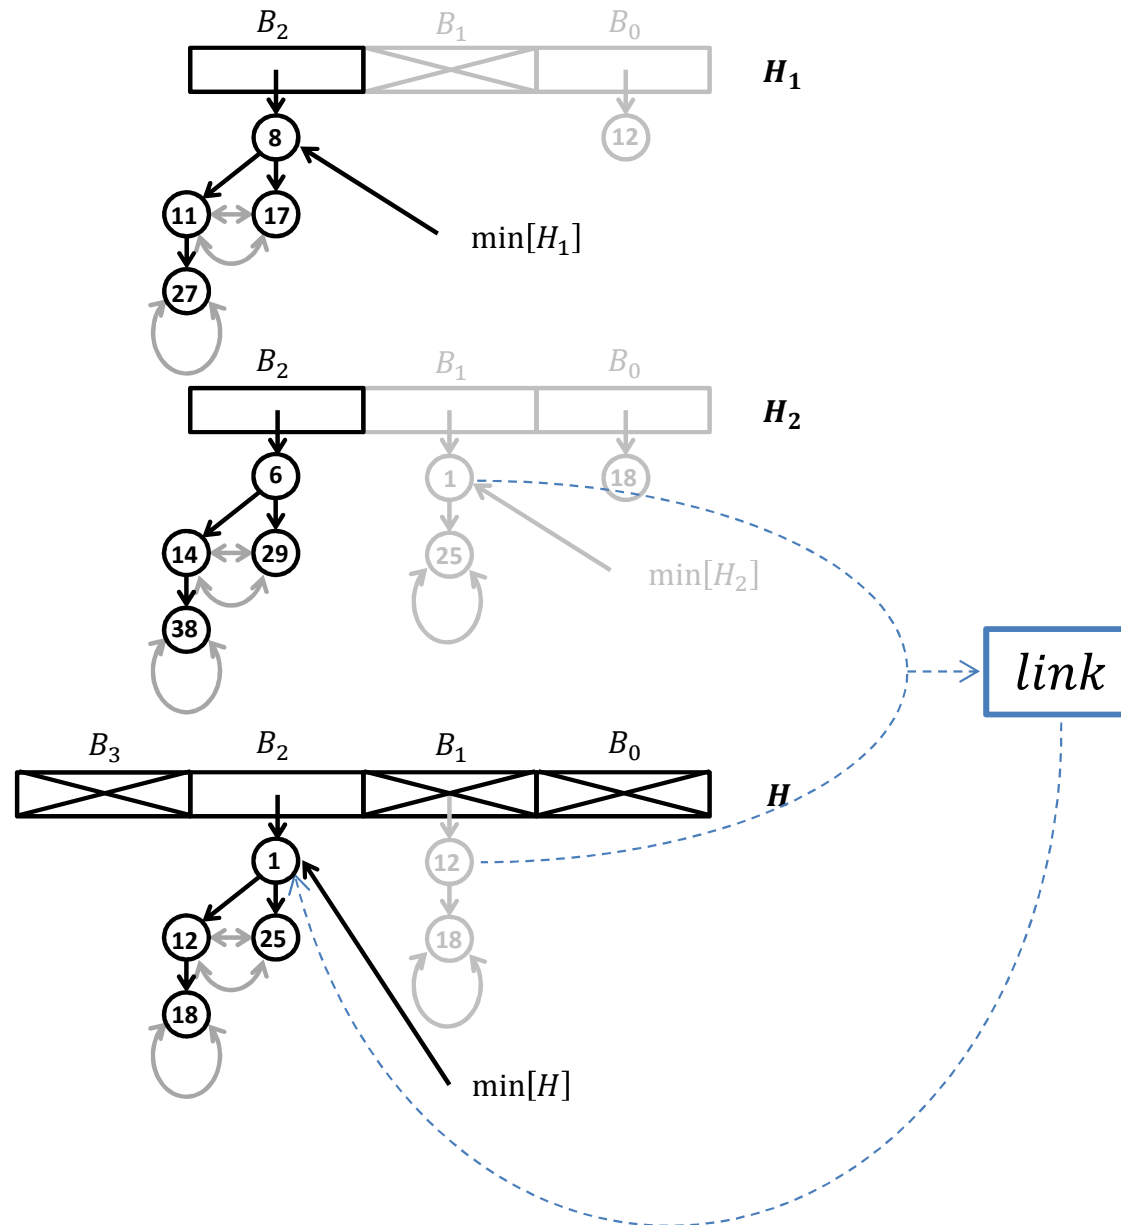 B₂ B₁ B₀
H₁
8 12
11 17
min[H₁]
27
B₂ B₁ B₀
H₂
6 1 18
14 29 25
min[H₂]
38
link
B₃ B₂ B₁ B₀
H
1 12
12 25 18
18
min[H]